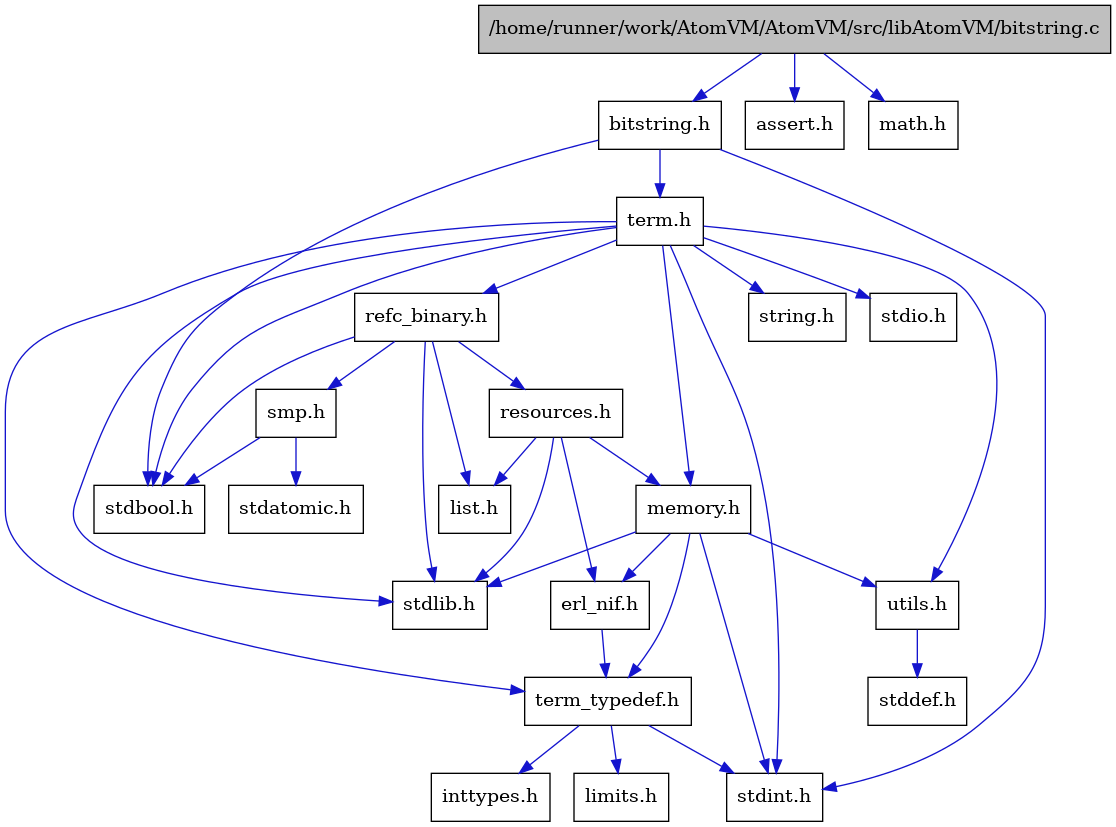 /home/runner/work/AtomVM/AtomVM/src/libAtomVM/bitstring.c
bitstring.h
assert.h
math.h
term.h
refc_binary.h
string.h
stdio.h
smp.h
resources.h
stdbool.h
stdatomic.h
list.h
memory.h
stdlib.h
erl_nif.h
utils.h
term_typedef.h
stddef.h
inttypes.h
limits.h
stdint.h